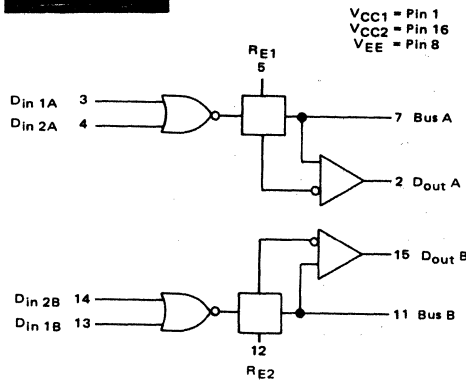 VCC1 = Pin 1
VCC2 = Pin 16
VEE = Pin 8
RE1
5
Din 1A 3
Din 2A 4
7 Bus A
2 Dout A
15 Dout B
Din 2B 14
Din 1B 13
11 Bus B
12
RE2